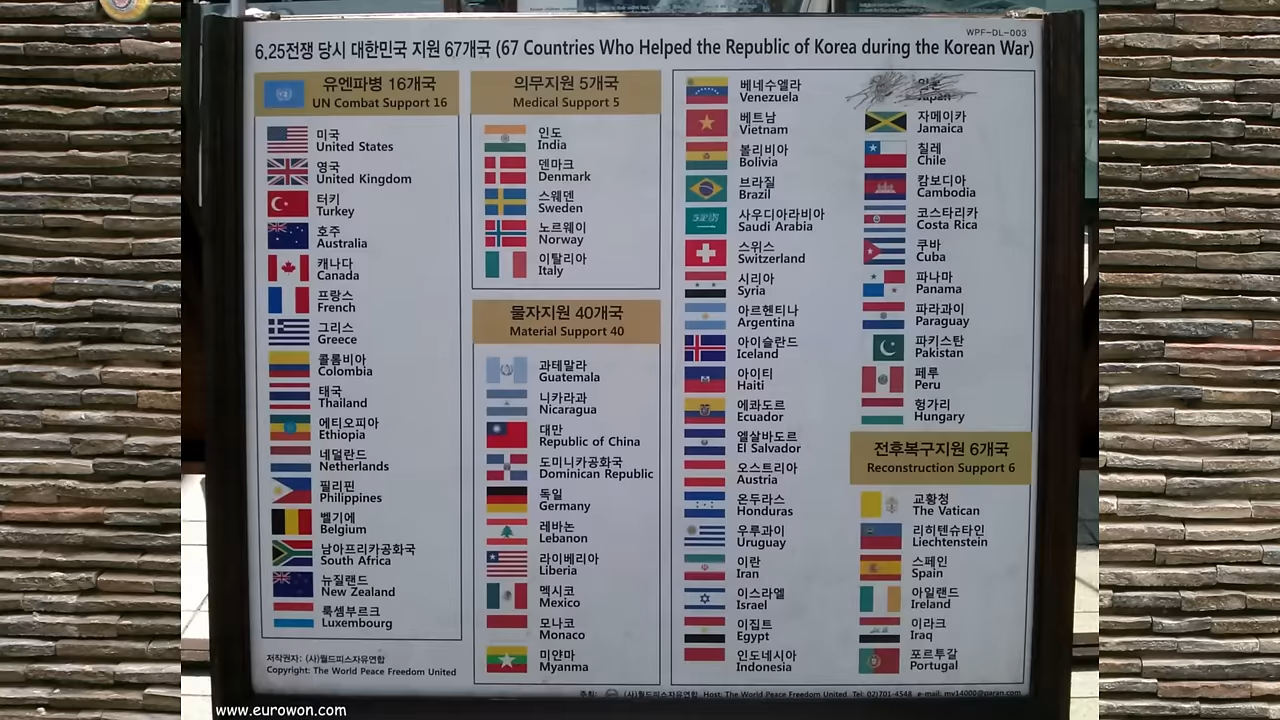 WPF-DL-003
6.25전쟁 당시 대한민국 지원 67개국 (67 Countries Who Helped the Republic of Korea during the Korean War)
유엔파병 16개국
UN Combat Support 16
미국
United States
영국
United Kingdom
터키
Turkey
호주
Australia
캐나다
Canada
프랑스
French
그리스
Greece
콜롬비아
Colombia
태국
Thailand
에티오피아
Ethiopia
네덜란드
Netherlands
필리핀
Philippines
벨기에
Belgium
남아프리카공화국
South Africa
뉴질랜드
New Zealand
룩셈부르크
Luxembourg
저작권자: (사)월드피스자유연합
Copyright: The World Peace Freedom United
의무지원 5개국
Medical Support 5
인도
India
덴마크
Denmark
스웨덴
Sweden
노르웨이
Norway
이탈리아
Italy
물자지원 40개국
Material Support 40
과테말라
Guatemala
니카라과
Nicaragua
대만
Republic of China
도미니카공화국
Dominican Republic
독일
Germany
레바논
Lebanon
라이베리아
Liberia
멕시코
Mexico
모나코
Monaco
미얀마
Myanma
베네수엘라
Venezuela
베트남
Vietnam
볼리비아
Bolivia
브라질
Brazil
사우디아라비아
Saudi Arabia
스위스
Switzerland
시리아
Syria
아르헨티나
Argentina
아이슬란드
Iceland
아이티
Haiti
에콰도르
Ecuador
엘살바도르
El Salvador
오스트리아
Austria
온두라스
Honduras
우루과이
Uruguay
이란
Iran
이스라엘
Israel
이집트
Egypt
인도네시아
Indonesia
일본
Japan
자메이카
Jamaica
칠레
Chile
캄보디아
Cambodia
코스타리카
Costa Rica
쿠바
Cuba
파나마
Panama
파라과이
Paraguay
파키스탄
Pakistan
페루
Peru
헝가리
Hungary
전후복구지원 6개국
Reconstruction Support 6
교황청
The Vatican
리히텐슈타인
Liechtenstein
스페인
Spain
아일랜드
Ireland
이라크
Iraq
포르투갈
Portugal
주최: (사)월드피스자유연합 Host: The World Peace Freedom United Tel: 02)701-4548 e-mail: mv14000@paran.com
www.eurowon.com